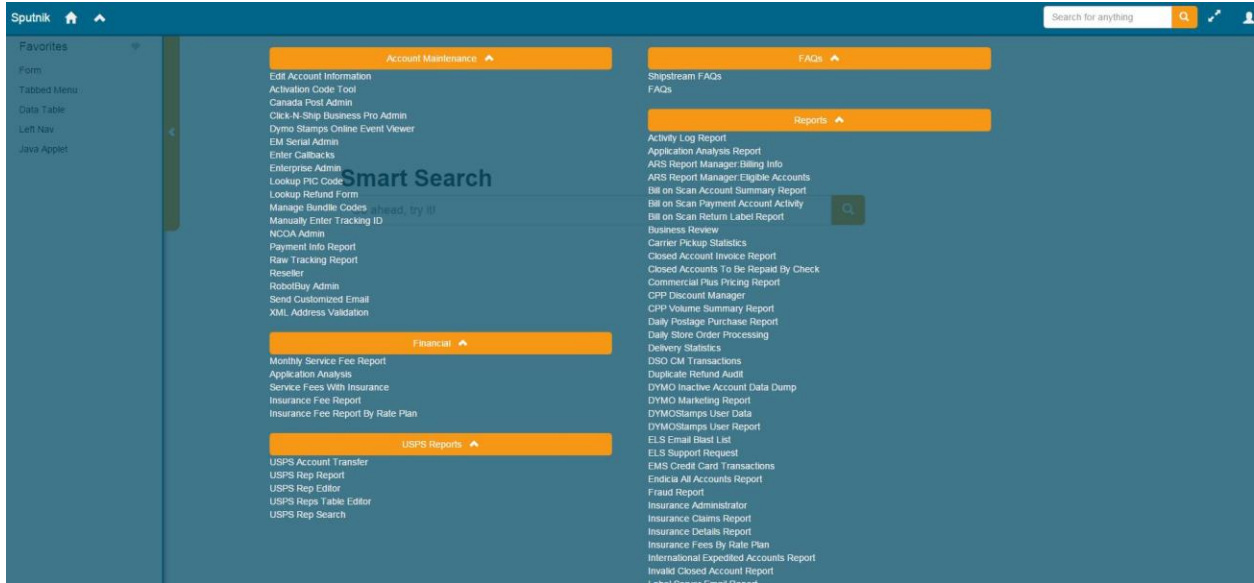 Sputnik
Search for anything
Favorites
Form
Tabbed Menu
Data Table
Left Nav
Java Applet
Smart Search
ahead, try it!
Account Maintenance
Edit Account Information
Activation Code Tool
Canada Post Admin
Click-N-Ship Business Pro Admin
Dymo Stamps Online Event Viewer
EM Serial Admin
Enter Callbacks
Enterprise Admin
Lookup PIC Code
Lookup Refund Form
Manage Bundle Codes
Manually Enter Tracking ID
NCOA Admin
Payment Info Report
Raw Tracking Report
Reseller
RobotBuy Admin
Send Customized Email
XML Address Validation
Financial
Monthly Service Fee Report
Application Analysis
Service Fees With Insurance
Insurance Fee Report
Insurance Fee Report By Rate Plan
USPS Reports
USPS Account Transfer
USPS Rep Report
USPS Rep Editor
USPS Reps Table Editor
USPS Rep Search
FAQs
Shipstream FAQs
FAQs
Reports
Activity Log Report
Application Analysis Report
ARS Report Manager:Billing Info
ARS Report Manager:Eligible Accounts
Bill on Scan Account Summary Report
Bill on Scan Payment Account Activity
Bill on Scan Return Label Report
Business Review
Carrier Pickup Statistics
Closed Account Invoice Report
Closed Accounts To Be Repaid By Check
Commercial Plus Pricing Report
CPP Discount Manager
CPP Volume Summary Report
Daily Postage Purchase Report
Daily Store Order Processing
Delivery Statistics
DSO CM Transactions
Duplicate Refund Audit
DYMO Inactive Account Data Dump
DYMO Marketing Report
DYMOStamps User Data
DYMOStamps User Report
ELS Email Blast List
ELS Support Request
EMS Credit Card Transactions
Endicia All Accounts Report
Fraud Report
Insurance Administrator
Insurance Claims Report
Insurance Details Report
Insurance Fees By Rate Plan
International Expedited Accounts Report
Invalid Closed Account Report
Label Server Email Report